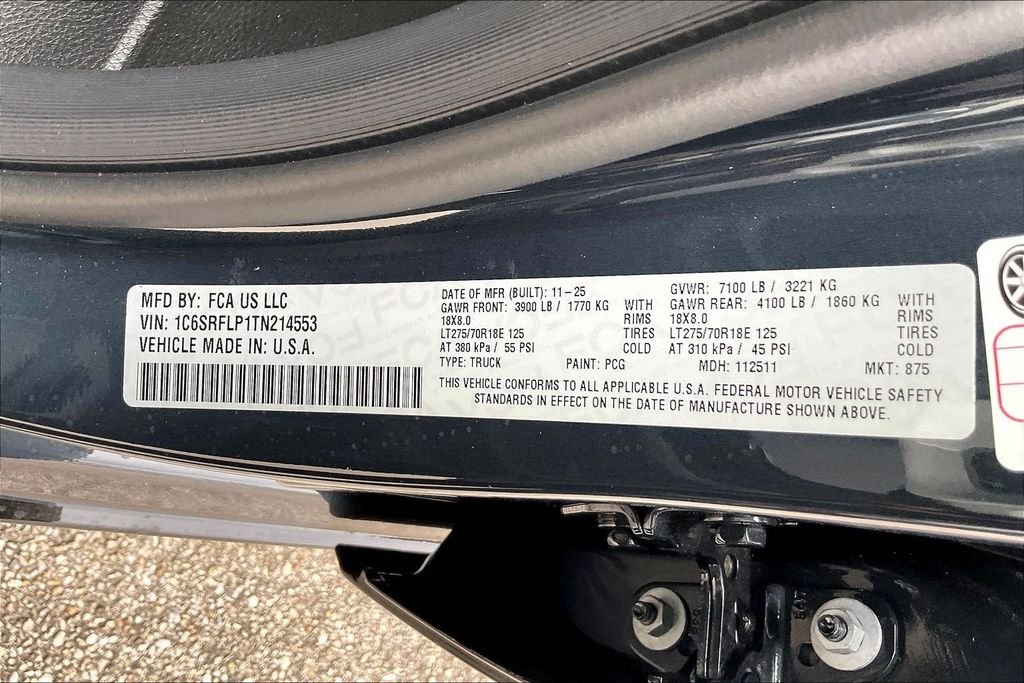 MFD BY: FCA US LLC
VIN: 1C6SRFLP1TN214553
VEHICLE MADE IN: U.S.A.
DATE OF MFR (BUILT): 11-25
GAWR FRONT: 3900 LB / 1770 KG WITH
18X8.0 RIMS
LT275/70R18E 125 TIRES
AT 380 kPa / 55 PSI COLD
TYPE: TRUCK PAINT: PCG
GVWR: 7100 LB / 3221 KG
GAWR REAR: 4100 LB / 1860 KG WITH
18X8.0 RIMS
LT275/70R18E 125 TIRES
AT 310 kPa / 45 PSI COLD
MDH: 112511 MKT: 875
THIS VEHICLE CONFORMS TO ALL APPLICABLE U.S.A. FEDERAL MOTOR VEHICLE SAFETY
STANDARDS IN EFFECT ON THE DATE OF MANUFACTURE SHOWN ABOVE.